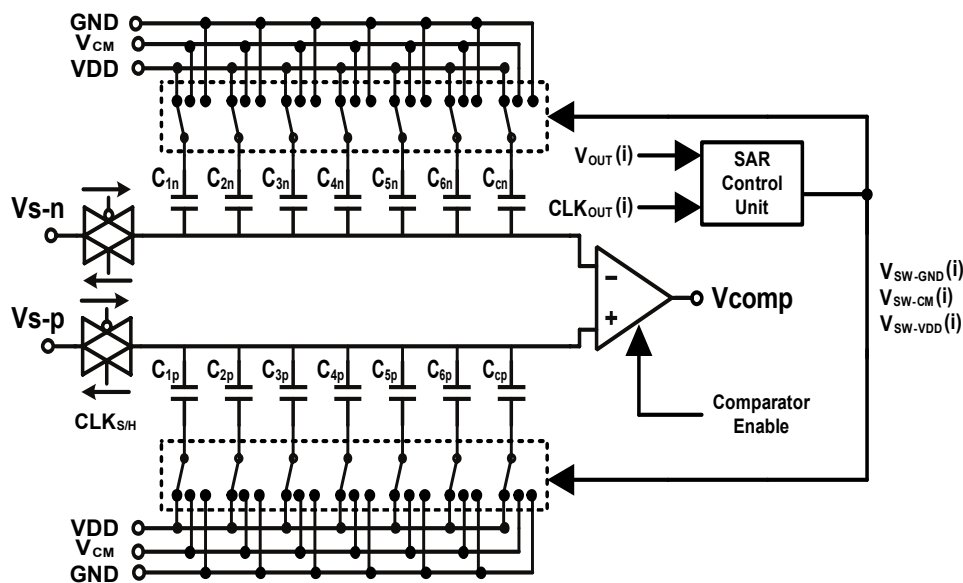 GND
VCM
VDD
C1n C2n C3n C4n C5n C6n Ccn
Vs-n
VOUT(i)
CLKOUT(i)
SAR
Control
Unit
VSW-GND(i)
VSW-CM(i)
VSW-VDD(i)
−
+
Vcomp
Vs-p
C1p C2p C3p C4p C5p C6p Ccp
CLKS/H
Comparator
Enable
VDD
VCM
GND